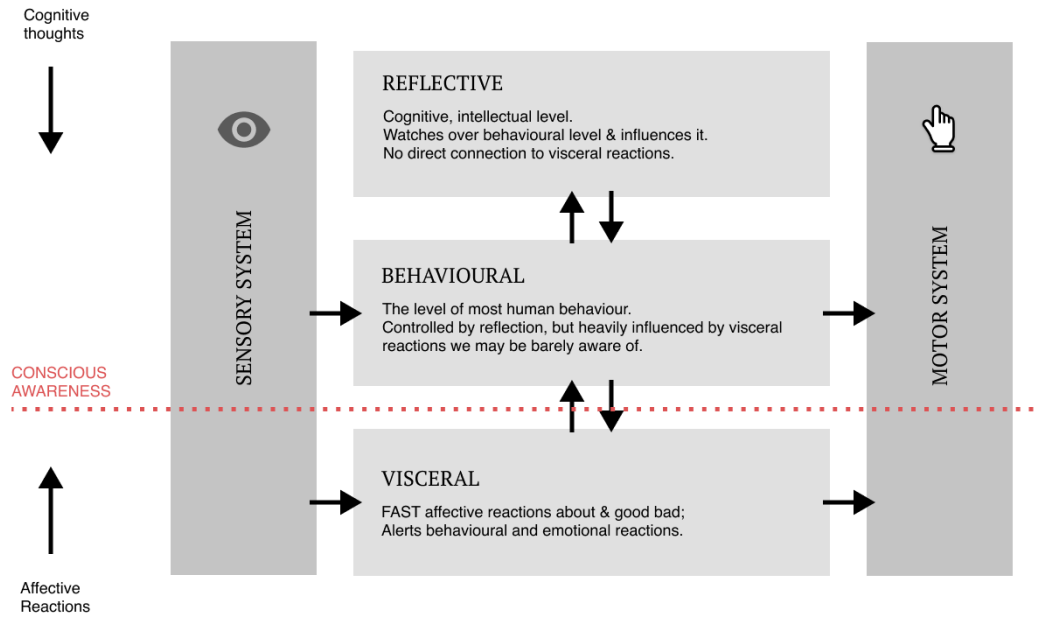 Cognitive
thoughts
REFLECTIVE
Cognitive, intellectual level.
Watches over behavioural level & influences it.
No direct connection to visceral reactions.
SENSORY SYSTEM
MOTOR SYSTEM
BEHAVIOURAL
The level of most human behaviour.
Controlled by reflection, but heavily influenced by visceral
reactions we may be barely aware of.
CONSCIOUS
AWARENESS
VISCERAL
FAST affective reactions about & good bad;
Alerts behavioural and emotional reactions.
Affective
Reactions